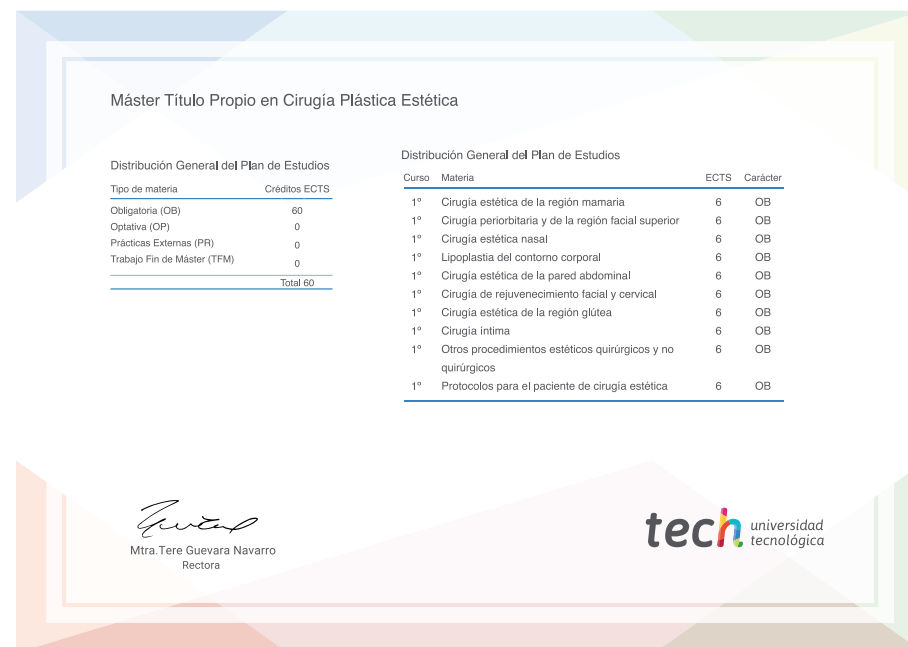 Máster Título Propio en Cirugía Plástica Estética
Distribución General del Plan de Estudios
Tipo de materia Créditos ECTS
Obligatoria (OB) 60
Optativa (OP) 0
Prácticas Externas (PR) 0
Trabajo Fin de Máster (TFM) 0
Total 60
Distribución General del Plan de Estudios
Curso Materia ECTS Carácter
1º Cirugía estética de la región mamaria 6 OB
1º Cirugía periorbitaria y de la región facial superior 6 OB
1º Cirugía estética nasal 6 OB
1º Lipoplastia del contorno corporal 6 OB
1º Cirugía estética de la pared abdominal 6 OB
1º Cirugía de rejuvenecimiento facial y cervical 6 OB
1º Cirugía estética de la región glútea 6 OB
1º Cirugía íntima 6 OB
1º Otros procedimientos estéticos quirúrgicos y no 6 OB
quirúrgicos
1º Protocolos para el paciente de cirugía estética 6 OB
Mtra.Tere Guevara Navarro
Rectora
tech universidad
tecnológica